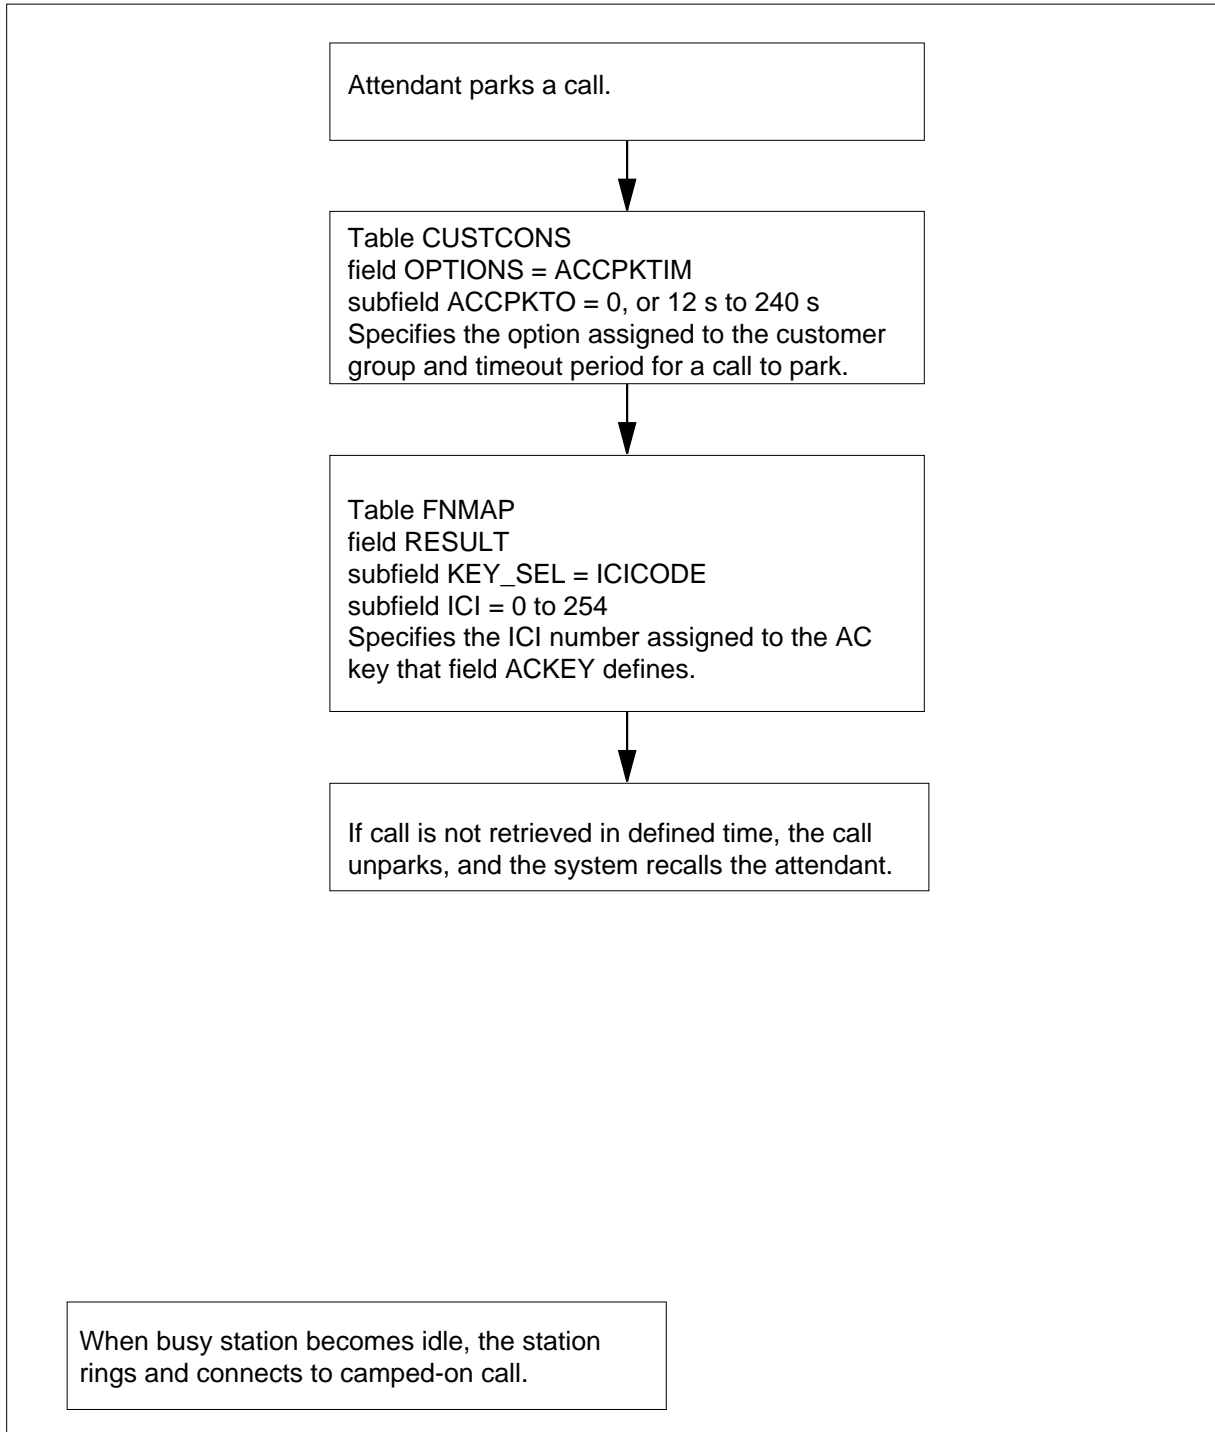 Attendant parks a call.
Table CUSTCONS
field OPTIONS = ACCPKTIM
subfield ACCPKTO = 0, or 12 s to 240 s
Specifies the option assigned to the customer
group and timeout period for a call to park.
Table FNMAP
field RESULT
subfield KEY_SEL = ICICODE
subfield ICI = 0 to 254
Specifies the ICI number assigned to the AC
key that field ACKEY defines.
If call is not retrieved in defined time, the call
unparks, and the system recalls the attendant.
When busy station becomes idle, the station
rings and connects to camped-on call.